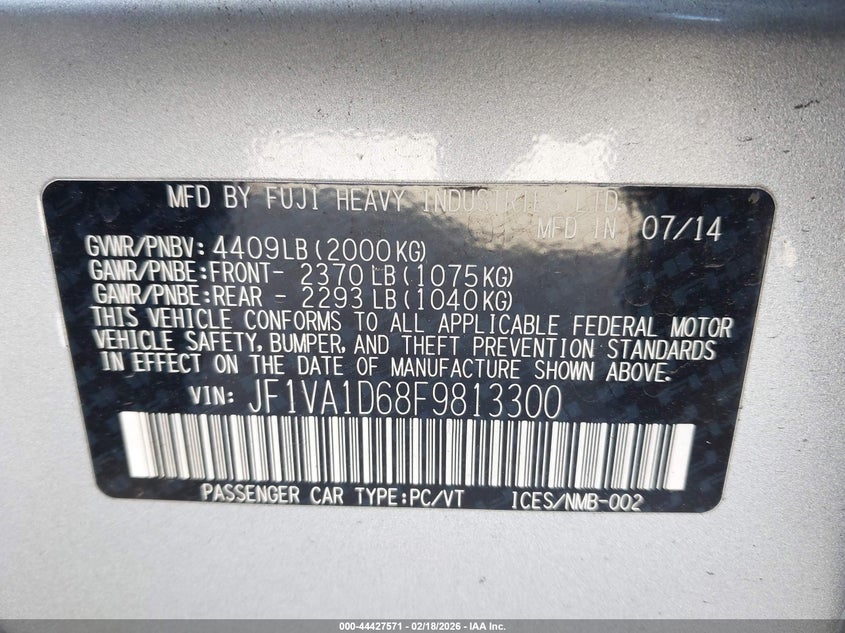 MFD BY FUJI HEAVY INDUSTRIES LTD.
MFD IN 07/14
GVWR/PNBV: 4409LB(2000KG)
GAWR/PNBE:FRONT- 2370LB(1075KG)
GAWR/PNBE:REAR - 2293LB(1040KG)
THIS VEHICLE CONFORMS TO ALL APPLICABLE FEDERAL MOTOR
VEHICLE SAFETY, BUMPER, AND THEFT PREVENTION STANDARDS
IN EFFECT ON THE DATE OF MANUFACTURE SHOWN ABOVE.
VIN: JF1VA1D68F9813300
PASSENGER CAR TYPE:PC/VT ICES/NMB-002
000-44427571 | 02/18/2026 - IAA Inc.